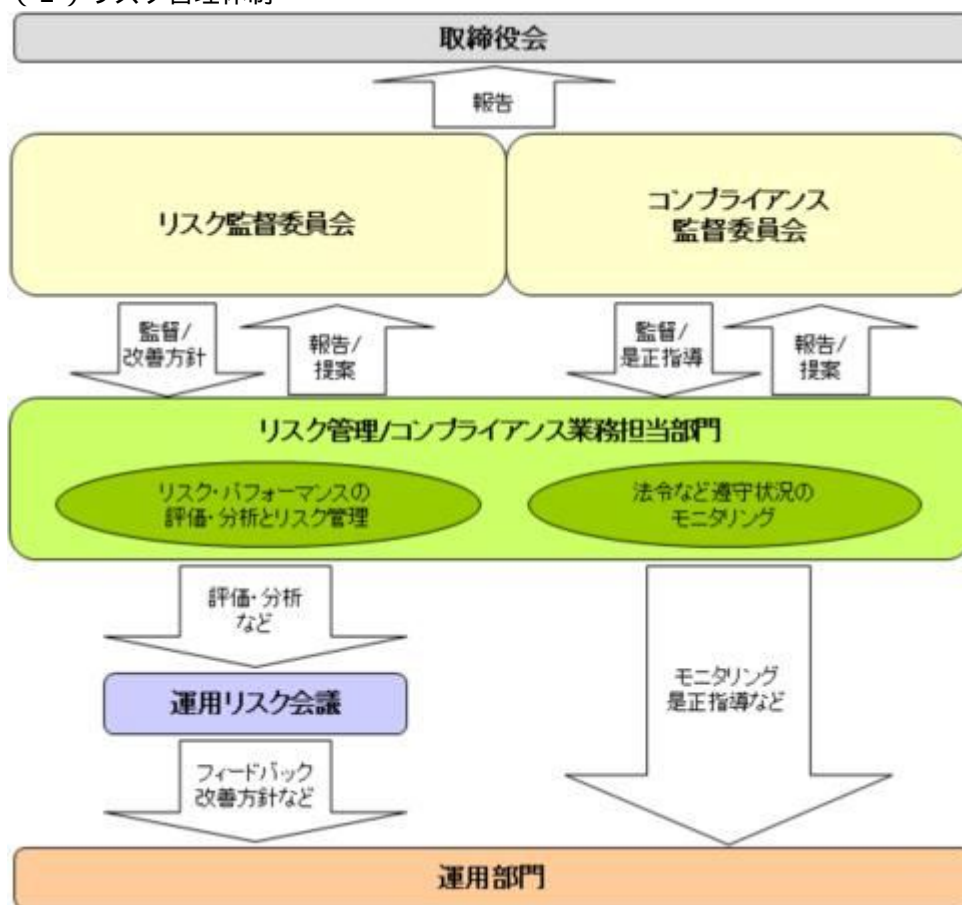 リスク管理体制
取締役会
報告
リスク監督委員会
コンプライアンス
監督委員会
監督/
改善方針
報告/
提案
監督/
是正指導
報告/
提案
リスク管理/コンプライアンス業務担当部門
リスク・パフォーマンスの
評価・分析とリスク管理
法令など遵守状況の
モニタリング
評価・分析
など
運用リスク会議
モニタリング
是正指導など
フィードバック
改善方針など
運用部門